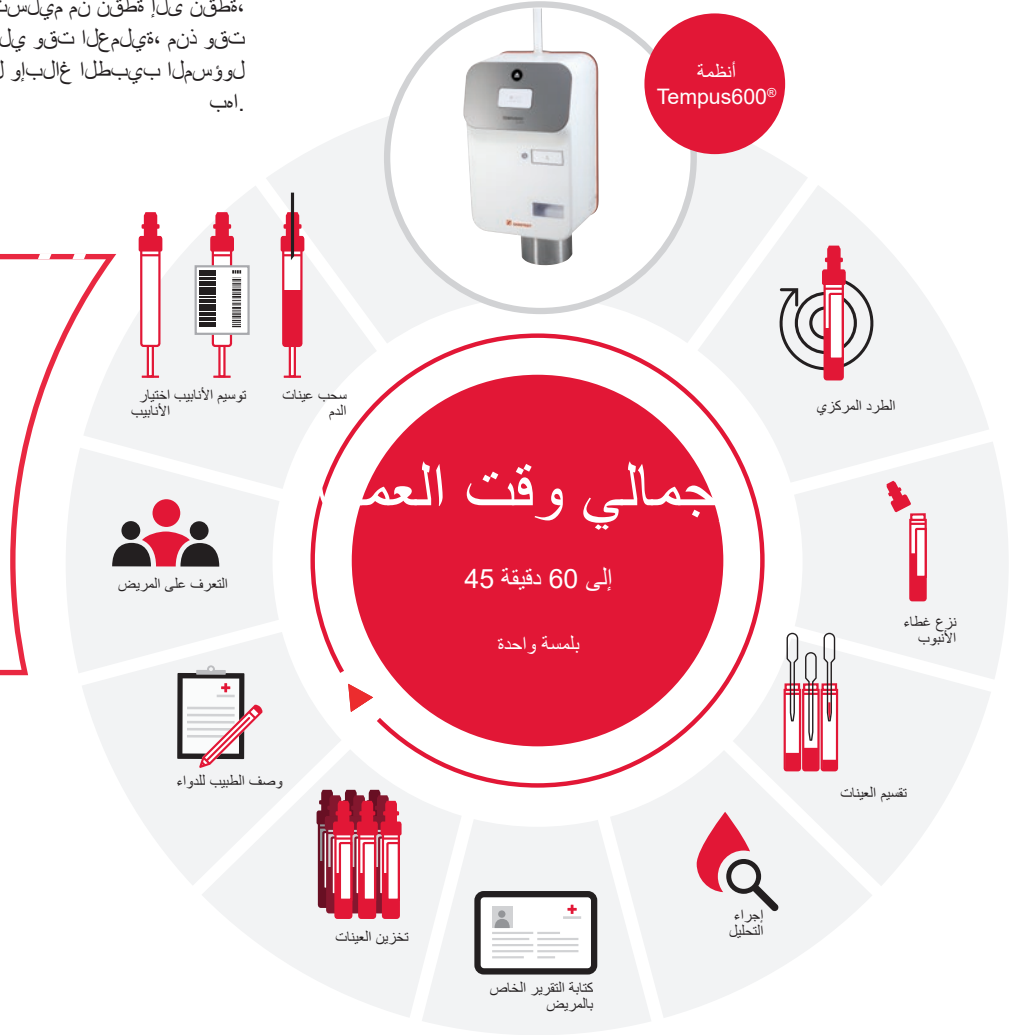 أنظمة
Tempus600®
الطرد المركزي
نزع غطاء
الأنبوب
تقسيم العينات
إجراء
التحليل
كتابة التقرير الخاص
بالمريض
تخزين العينات
وصف الطبيب للدواء
التعرف على المريض
اختيار
الأنابيب
توسيم الأنابيب
سحب عينات
الدم
جمالي وقت العم
45 إلى 60 دقيقة
بلمسة واحدة